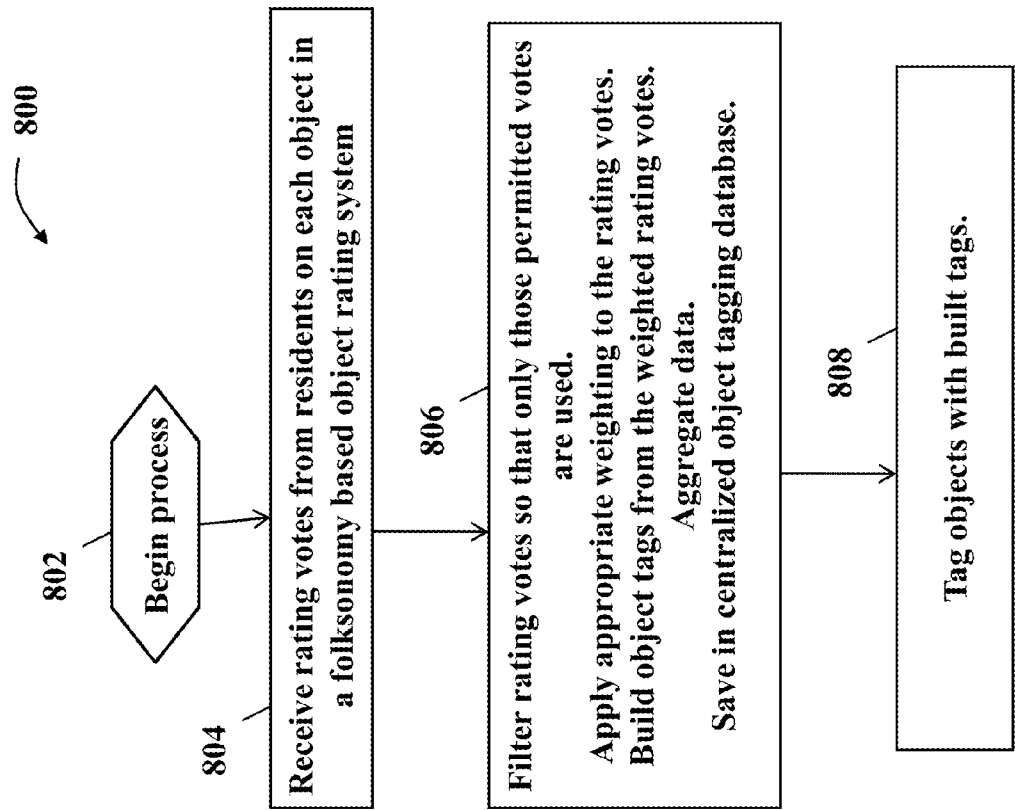 800
802
Begin process
804
Receive rating votes from residents on each object in
a folksonomy based object rating system
806
Filter rating votes so that only those permitted votes
are used.
Apply appropriate weighting to the rating votes.
Build object tags from the weighted rating votes.
Aggregate data.
Save in centralized object tagging database.
808
Tag objects with built tags.